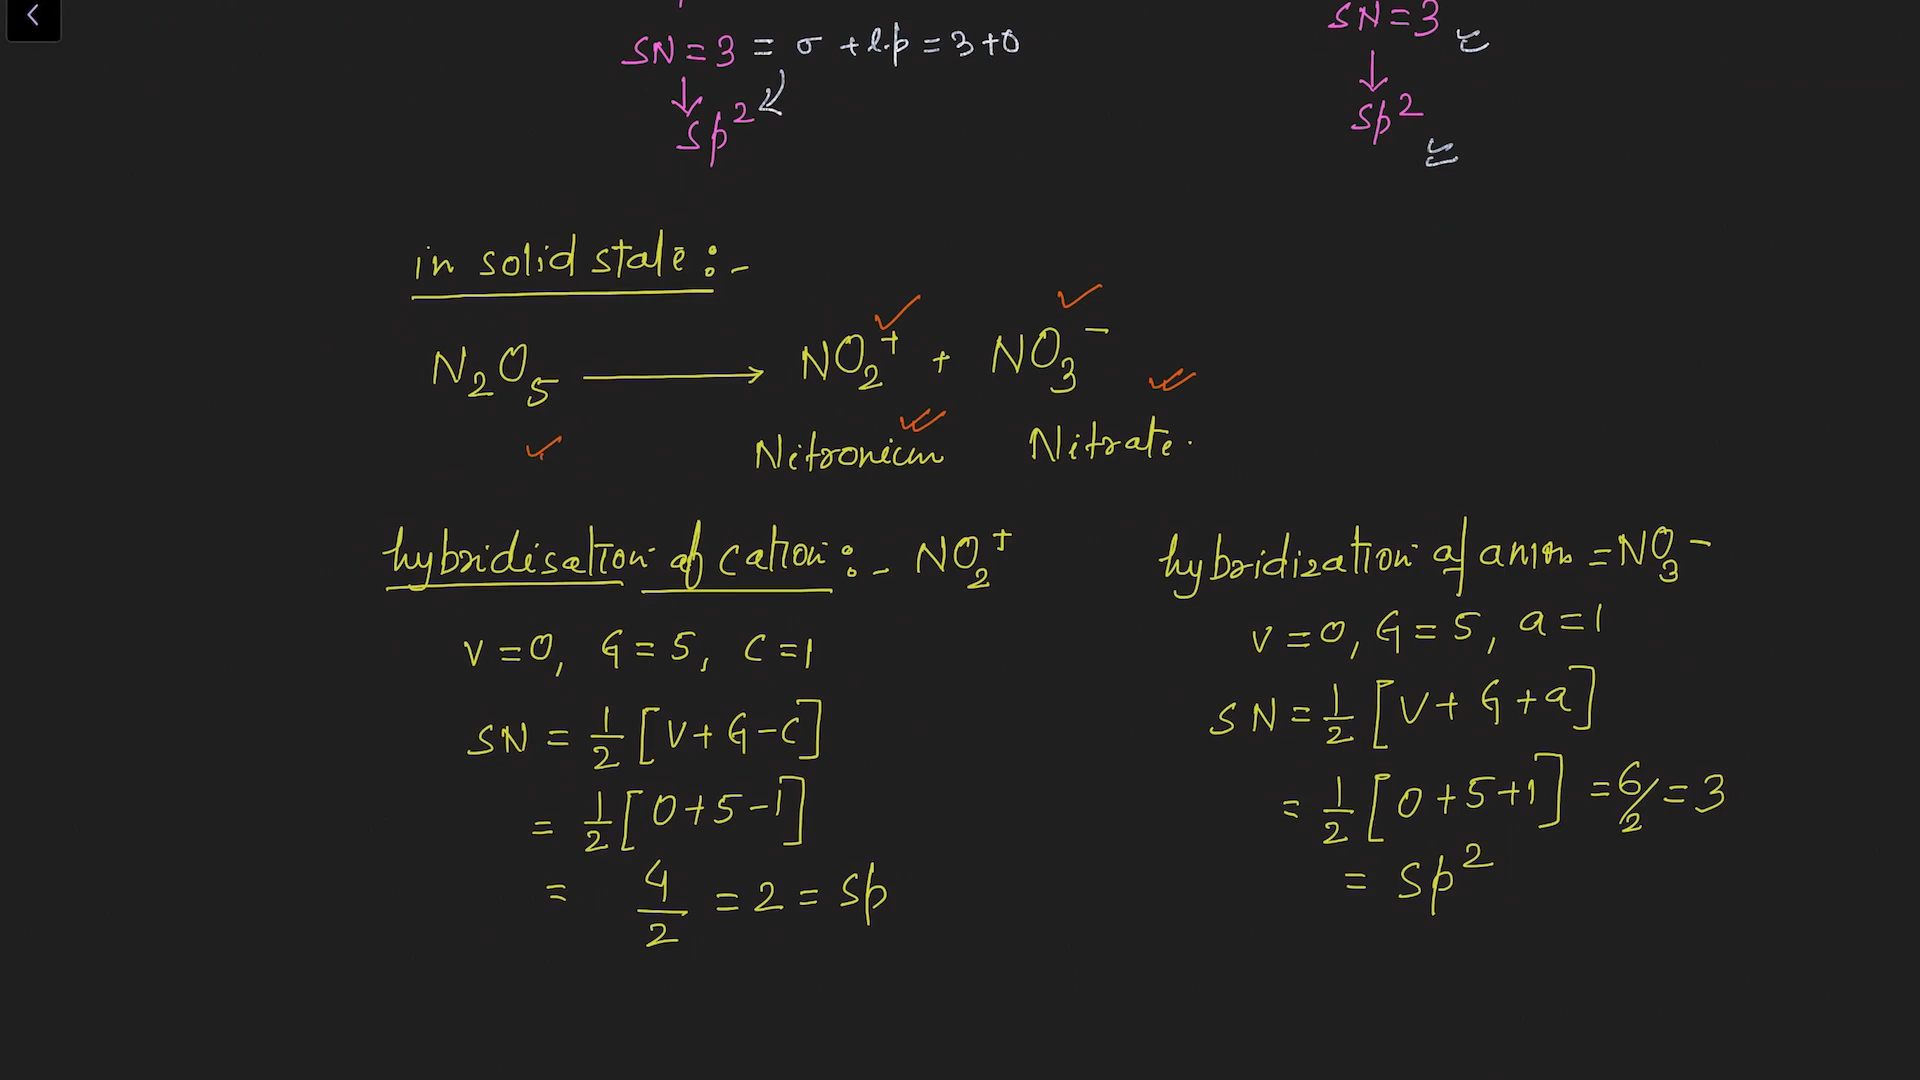 SN = 3 = σ + l.p = 3+0
sp²
SN = 3
sp²
in solid state :-
N₂O₅ ⟶ NO₂⁺ + NO₃⁻
Nitronium Nitrate.
hybridisation of cation :- NO₂⁺
V = 0, G = 5, C = 1
SN = 1/2 [V + G - C]
= 1/2 [0 + 5 - 1]
= 4/2 = 2 = sp
hybridization of anion = NO₃⁻
V = 0, G = 5, a = 1
SN = 1/2 [V + G + a]
= 1/2 [0 + 5 + 1] = 6/2 = 3
= sp²